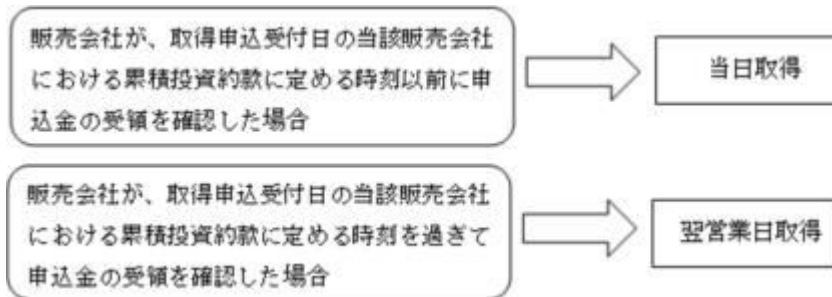 販売会社が、取得申込受付日の当該販売会社
における累積投資約款に定める時刻以前に申
込金の受領を確認した場合
当日取得
販売会社が、取得申込受付日の当該販売会社
における累積投資約款に定める時刻を過ぎて
申込金の受領を確認した場合
翌営業日取得